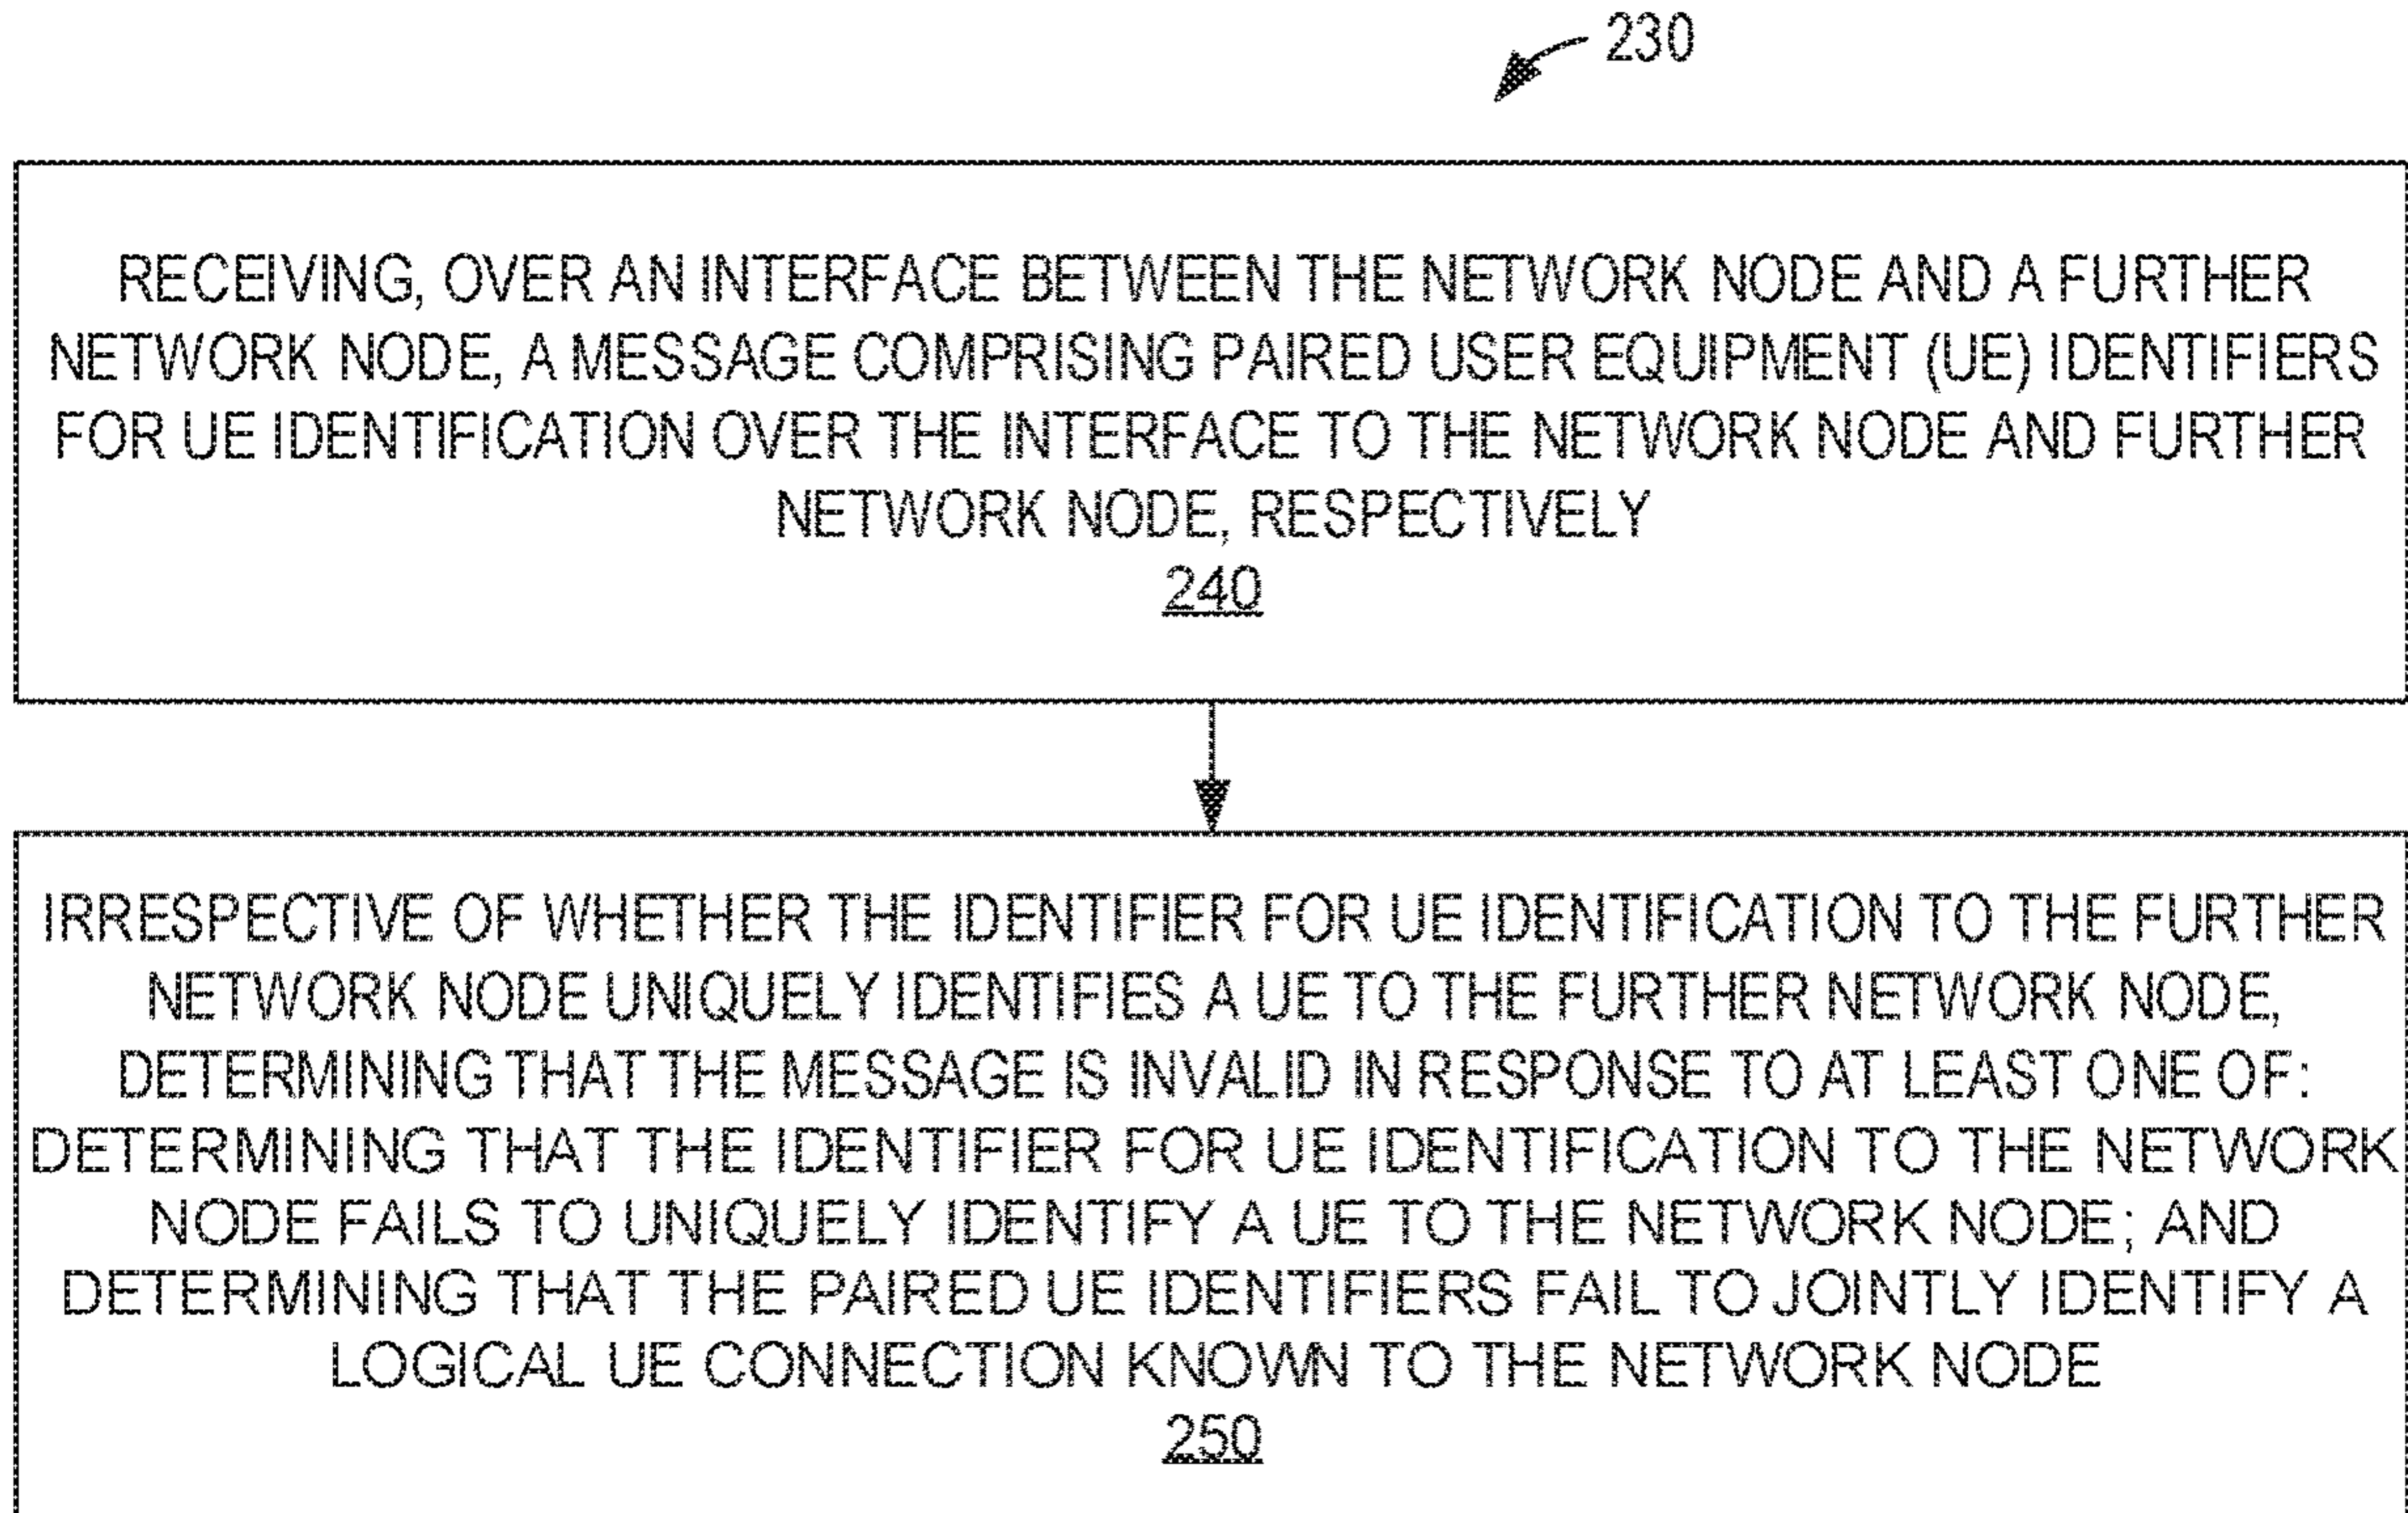 230
RECEIVING, OVER AN INTERFACE BETWEEN THE NETWORK NODE AND A FURTHER
NETWORK NODE, A MESSAGE COMPRISING PAIRED USER EQUIPMENT (UE) IDENTIFIERS
FOR UE IDENTIFICATION OVER THE INTERFACE TO THE NETWORK NODE AND FURTHER
NETWORK NODE, RESPECTIVELY
240
IRRESPECTIVE OF WHETHER THE IDENTIFIER FOR UE IDENTIFICATION TO THE FURTHER
NETWORK NODE UNIQUELY IDENTIFIES A UE TO THE FURTHER NETWORK NODE,
DETERMINING THAT THE MESSAGE IS INVALID IN RESPONSE TO AT LEAST ONE OF:
DETERMINING THAT THE IDENTIFIER FOR UE IDENTIFICATION TO THE NETWORK
NODE FAILS TO UNIQUELY IDENTIFY A UE TO THE NETWORK NODE; AND
DETERMINING THAT THE PAIRED UE IDENTIFIERS FAIL TO JOINTLY IDENTIFY A
LOGICAL UE CONNECTION KNOWN TO THE NETWORK NODE
250